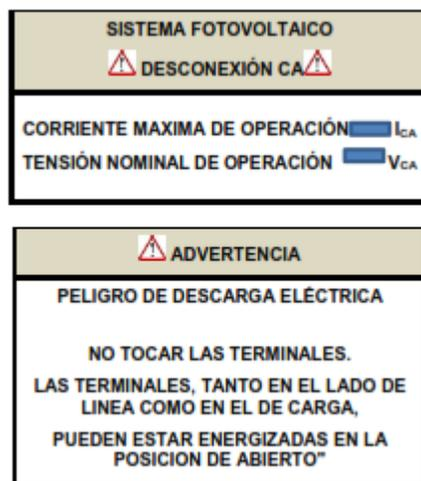 SISTEMA FOTOVOLTAICO
DESCONEXIÓN CA
CORRIENTE MAXIMA DE OPERACIÓN ICA
TENSIÓN NOMINAL DE OPERACIÓN VCA
ADVERTENCIA
PELIGRO DE DESCARGA ELÉCTRICA
NO TOCAR LAS TERMINALES.
LAS TERMINALES, TANTO EN EL LADO DE
LINEA COMO EN EL DE CARGA,
PUEDEN ESTAR ENERGIZADAS EN LA
POSICION DE ABIERTO"